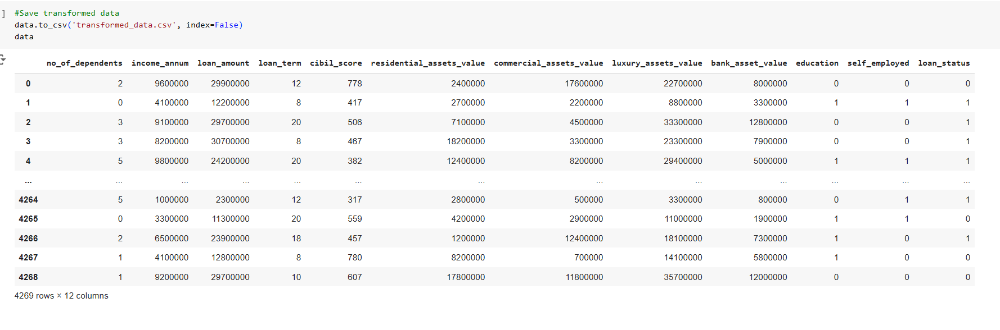 ] #Save transformed data
data.to_csv('transformed_data.csv', index=False)
data
no_of_dependents income_annum loan_amount loan_term cibil_score residential_assets_value commercial_assets_value luxury_assets_value bank_asset_value education self_employed loan_status
0 2 9600000 29900000 12 778 2400000 17600000 22700000 8000000 0 0 0
1 0 4100000 12200000 8 417 2700000 2200000 8800000 3300000 1 1 1
2 3 9100000 29700000 20 506 7100000 4500000 33300000 12800000 0 0 1
3 3 8200000 30700000 8 467 18200000 3300000 23300000 7900000 0 0 1
4 5 9800000 24200000 20 382 12400000 8200000 29400000 5000000 1 1 1
... ... ... ... ... ... ... ... ... ... ... ... ...
4264 5 1000000 2300000 12 317 2800000 500000 3300000 800000 0 1 1
4265 0 3300000 11300000 20 559 4200000 2900000 11000000 1900000 1 1 0
4266 2 6500000 23900000 18 457 1200000 12400000 18100000 7300000 1 0 1
4267 1 4100000 12800000 8 780 8200000 700000 14100000 5800000 1 0 0
4268 1 9200000 29700000 10 607 17800000 11800000 35700000 12000000 0 0 0
4269 rows × 12 columns